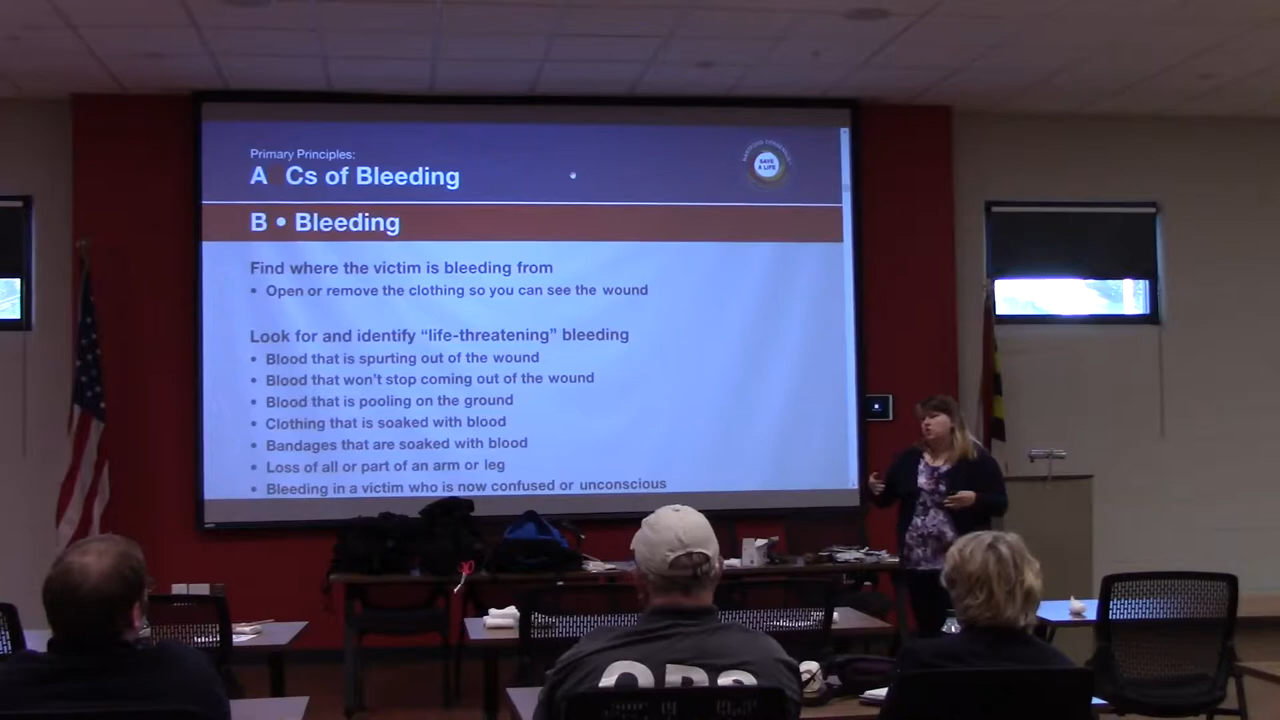 Primary Principles:
A Cs of Bleeding
SAVE
A LIFE
B • Bleeding
Find where the victim is bleeding from
• Open or remove the clothing so you can see the wound
Look for and identify “life-threatening” bleeding
• Blood that is spurting out of the wound
• Blood that won’t stop coming out of the wound
• Blood that is pooling on the ground
• Clothing that is soaked with blood
• Bandages that are soaked with blood
• Loss of all or part of an arm or leg
• Bleeding in a victim who is now confused or unconscious